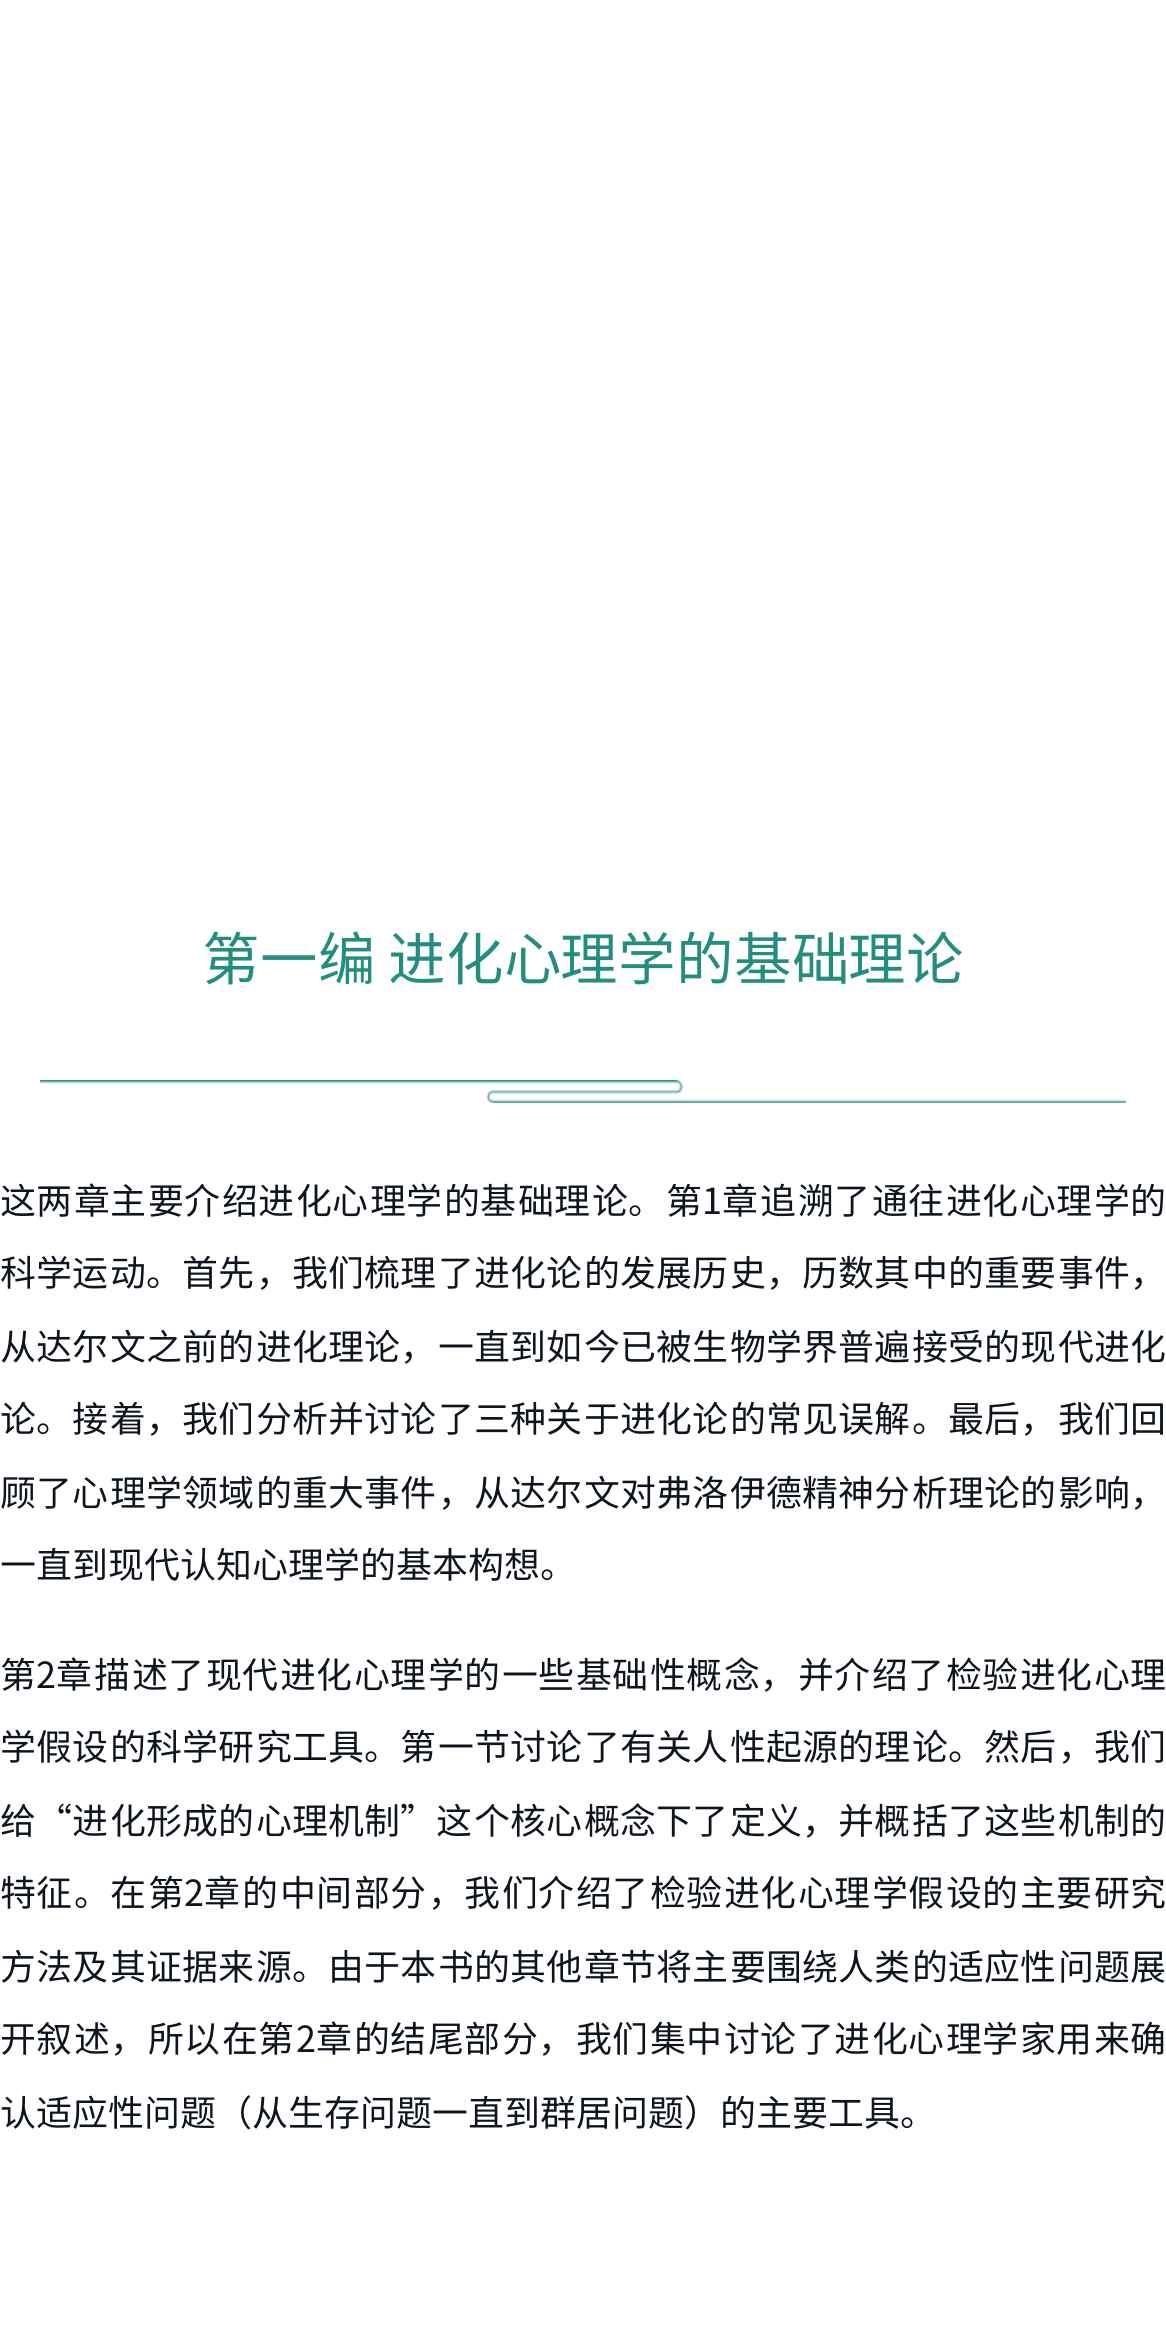 第一编 进化心理学的基础理论
这两章主要介绍进化心理学的基础理论。第1章追溯了通往进化心理学的
科学运动。首先，我们梳理了进化论的发展历史，历数其中的重要事件，
从达尔文之前的进化理论，一直到如今已被生物学界普遍接受的现代进化
论。接着，我们分析并讨论了三种关于进化论的常见误解。最后，我们回
顾了心理学领域的重大事件，从达尔文对弗洛伊德精神分析理论的影响，
一直到现代认知心理学的基本构想。
第2章描述了现代进化心理学的一些基础性概念，并介绍了检验进化心理
学假设的科学研究工具。第一节讨论了有关人性起源的理论。然后，我们
给“进化形成的心理机制”这个核心概念下了定义，并概括了这些机制的
特征。在第2章的中间部分，我们介绍了检验进化心理学假设的主要研究
方法及其证据来源。由于本书的其他章节将主要围绕人类的适应性问题展
开叙述，所以在第2章的结尾部分，我们集中讨论了进化心理学家用来确
认适应性问题（从生存问题一直到群居问题）的主要工具。